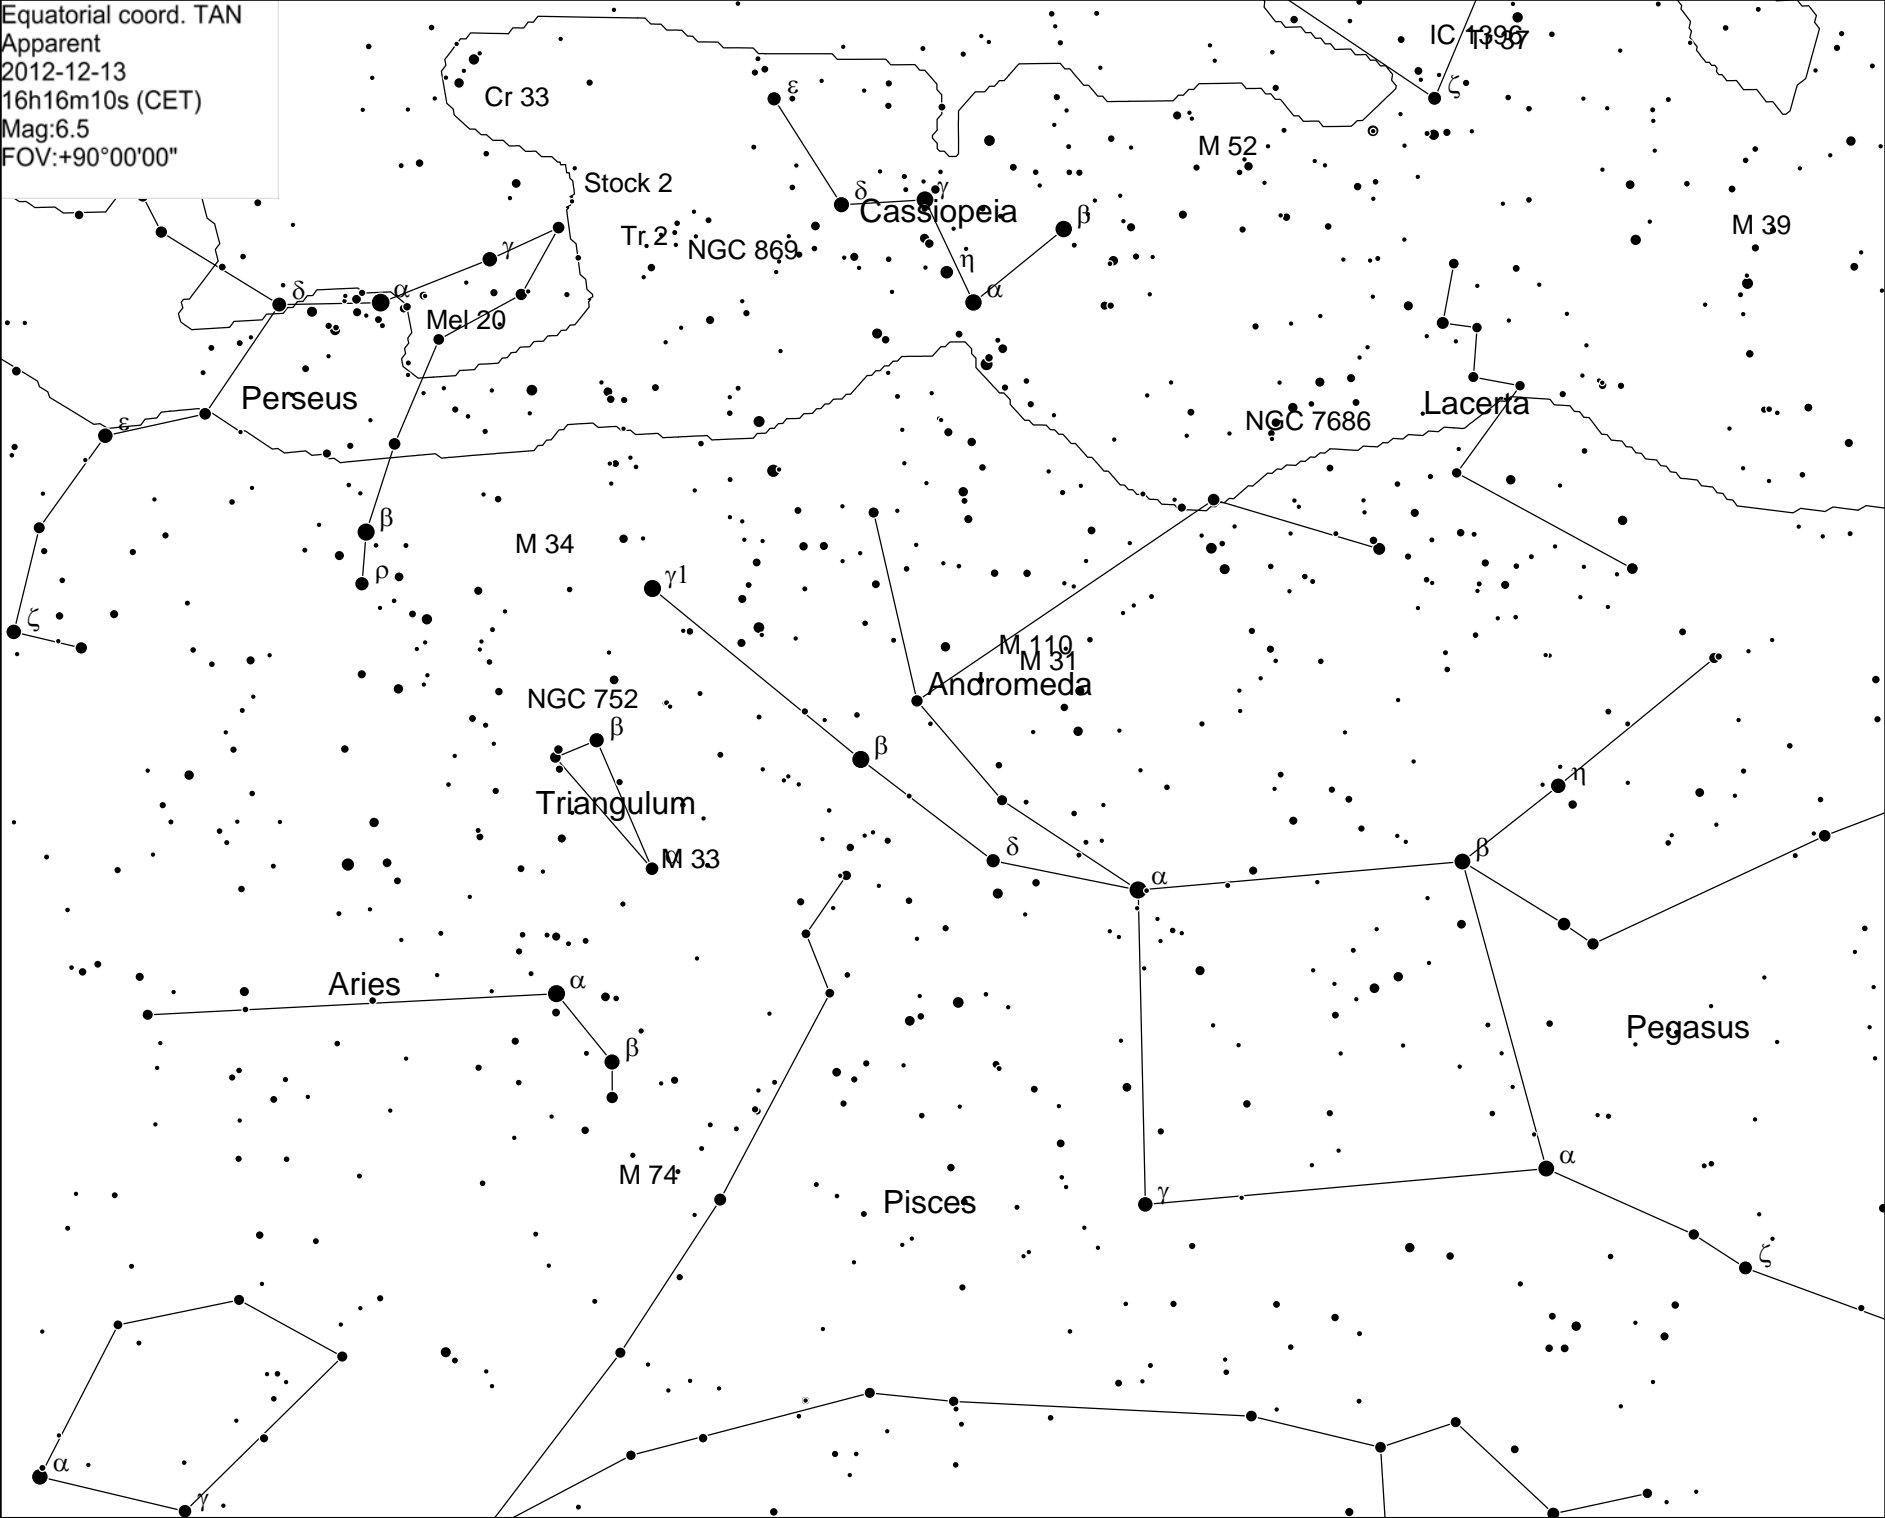 Equatorial coord. TAN
Apparent
2012-12-13
16h16m10s (CET)
Mag:6.5
FOV:+90°00'00"
IC 1396
Tr 37
ζ
ε
Cr 33
M 52
Stock 2
δ
γ
Cassiopeia
β
M 39
Tr 2
NGC 869
γ
η
α
δ
α
Mel 20
Perseus
Lacerta
ε
NGC 7686
β
M 34
ρ
γ1
ζ
M 110
M 31
Andromeda
NGC 752
β
β
η
Triangulum
δ
β
α
M 33
α
Aries
α
Pegasus
β
M 74
α
Pisces
γ
ζ
α
γ